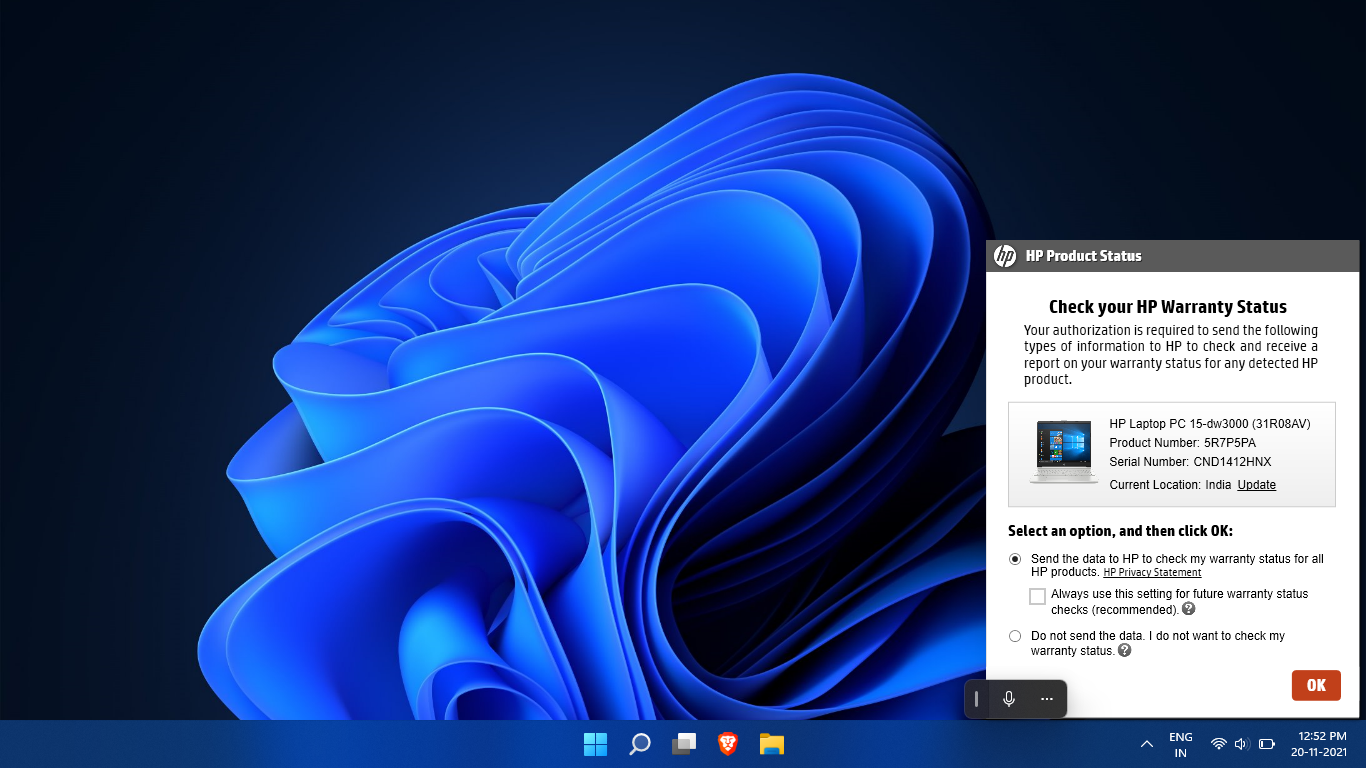 hp HP Product Status
Check your HP Warranty Status
Your authorization is required to send the following
types of information to HP to check and receive a
report on your warranty status for any detected HP
product.
HP Laptop PC 15-dw3000 (31R08AV)
Product Number: 5R7P5PA
Serial Number: CND1412HNX
Current Location: India Update
Select an option, and then click OK:
Send the data to HP to check my warranty status for all
HP products. HP Privacy Statement
Always use this setting for future warranty status
checks (recommended). ?
Do not send the data. I do not want to check my
warranty status. ?
OK
ENG
IN
12:52 PM
20-11-2021